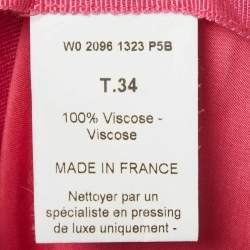 W0 2096 1323 P5B
T.34
100% Viscose -
Viscose
MADE IN FRANCE
Nettoyer par un
spécialiste en pressing
de luxe uniquement -